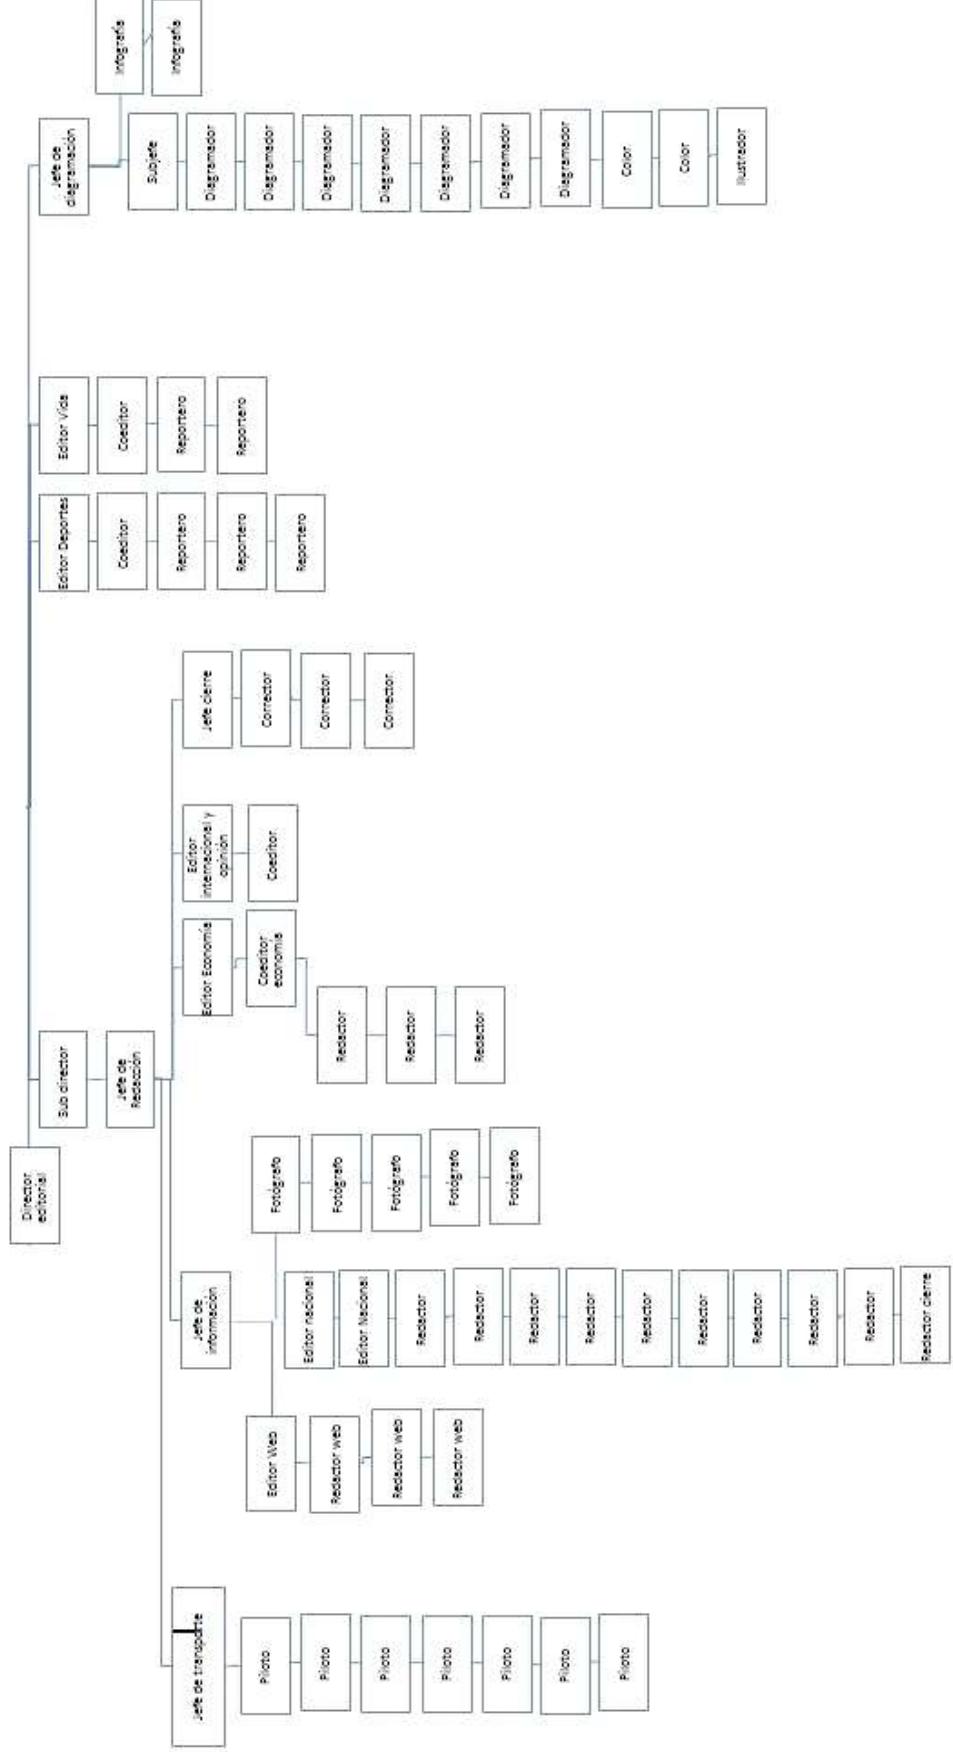 Director
editorial
Sub director
Jefe de
Redacción
Jefe de transporte
Piloto
Piloto
Piloto
Piloto
Piloto
Piloto
Piloto
Jefe de
información
Editor Web
Redactor web
Redactor web
Redactor web
Editor nacional
Editor Nacional
Redactor
Redactor
Redactor
Redactor
Redactor
Redactor
Redactor
Redactor
Redactor
Redactor cierre
Fotógrafo
Fotógrafo
Fotógrafo
Fotógrafo
Fotógrafo
Editor Economía
Coeditor
economía
Redactor
Redactor
Redactor
Editor
internacional y
opinión
Coeditor
Jefe cierre
Corrector
Corrector
Corrector
Editor Deportes
Coeditor
Reportero
Reportero
Reportero
Editor Vida
Coeditor
Reportero
Reportero
Jefe de
diagramación
Subjefe
Diagramador
Diagramador
Diagramador
Diagramador
Diagramador
Diagramador
Diagramador
Color
Color
Ilustrador
Infografía
Infografía